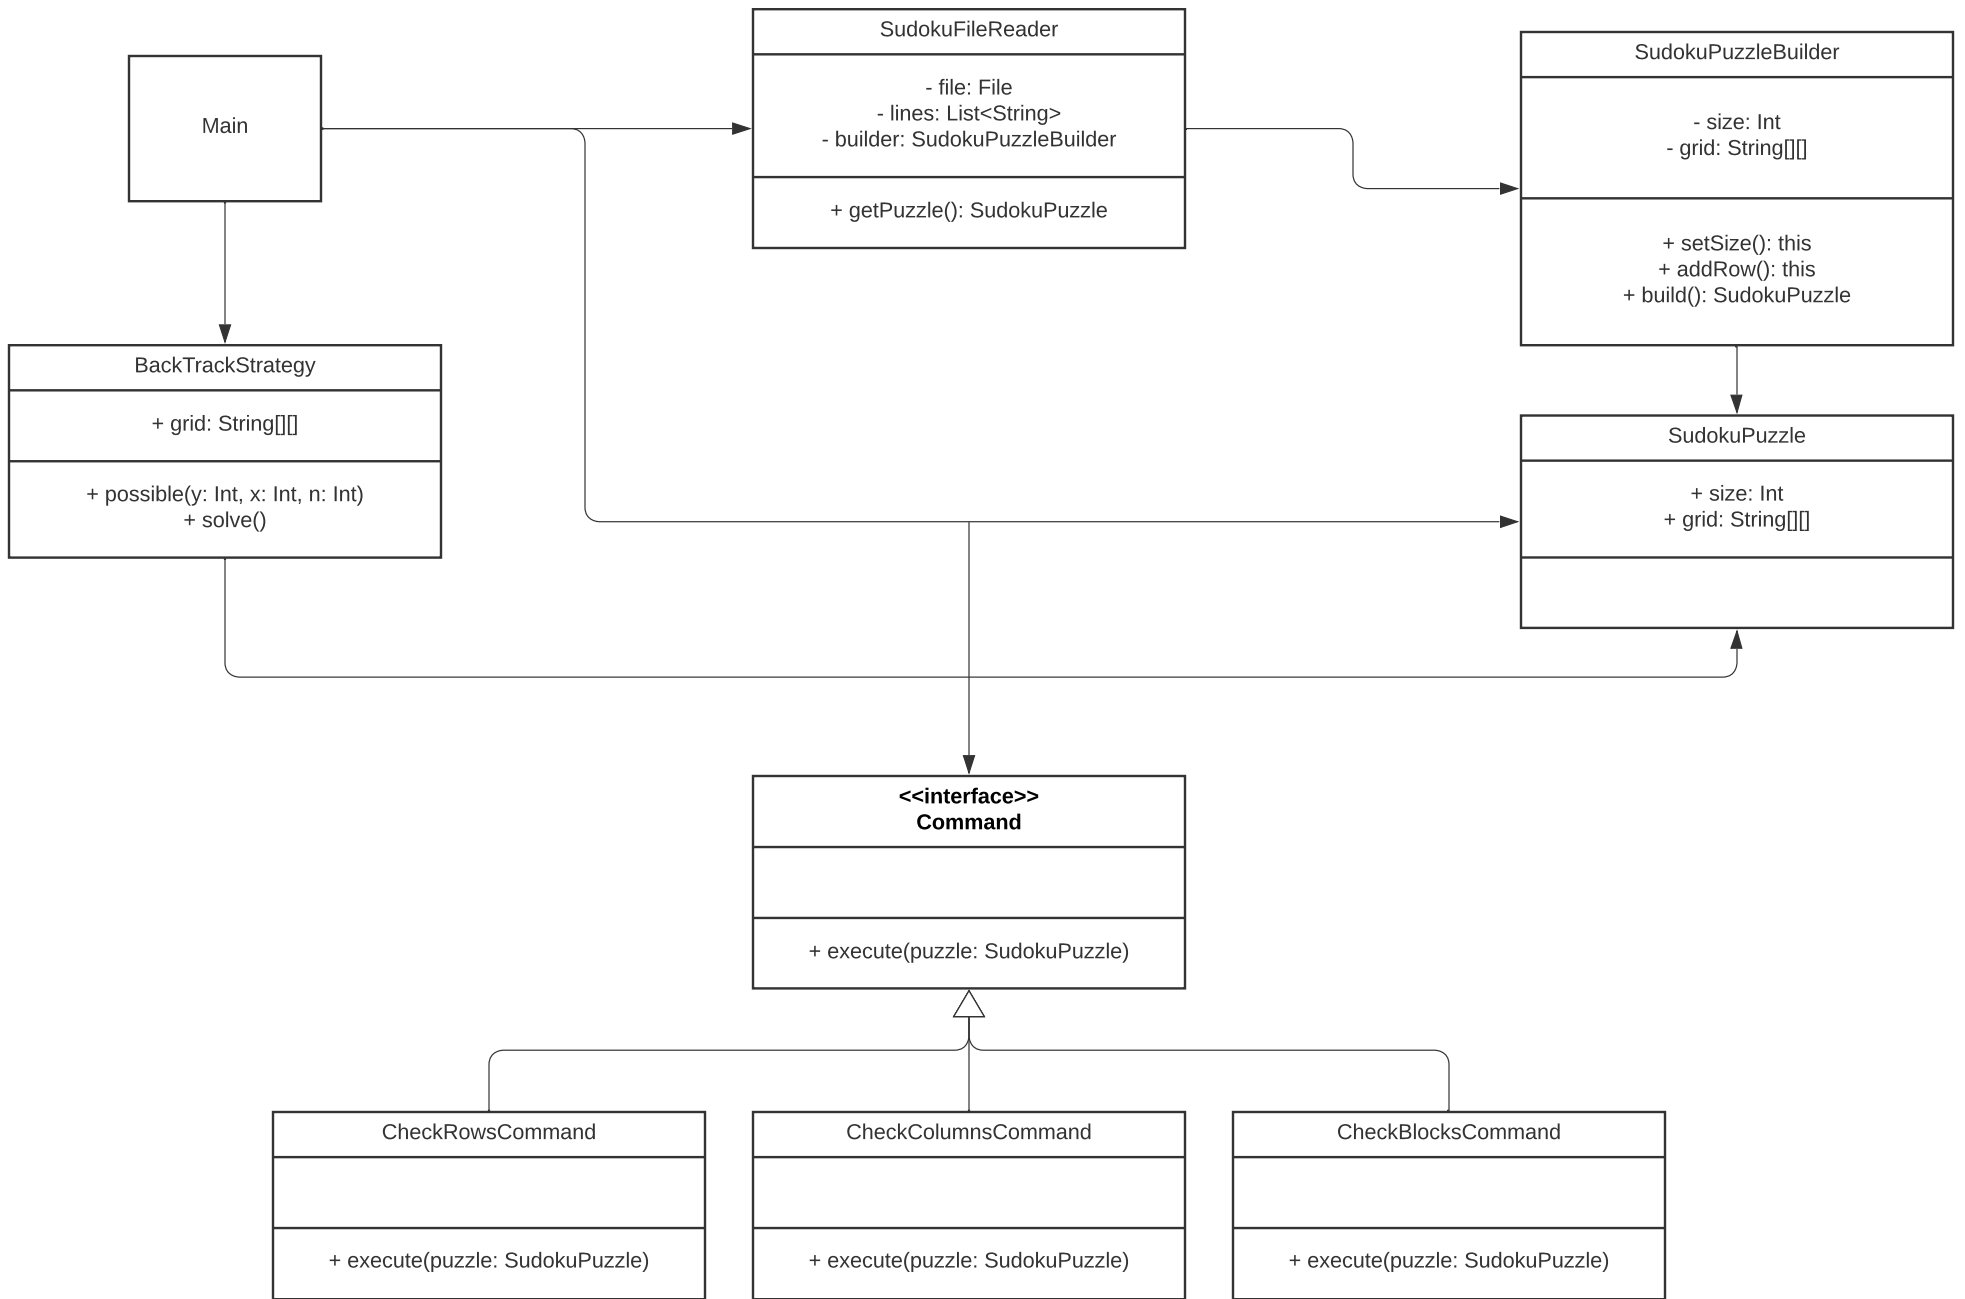 Main
SudokuFileReader
- file: File
- lines: List<String>
- builder: SudokuPuzzleBuilder
+ getPuzzle(): SudokuPuzzle
SudokuPuzzleBuilder
- size: Int
- grid: String[][]
+ setSize(): this
+ addRow(): this
+ build(): SudokuPuzzle
BackTrackStrategy
+ grid: String[][]
+ possible(y: Int, x: Int, n: Int)
+ solve()
SudokuPuzzle
+ size: Int
+ grid: String[][]
<<interface>>
Command
+ execute(puzzle: SudokuPuzzle)
CheckRowsCommand
+ execute(puzzle: SudokuPuzzle)
CheckColumnsCommand
+ execute(puzzle: SudokuPuzzle)
CheckBlocksCommand
+ execute(puzzle: SudokuPuzzle)